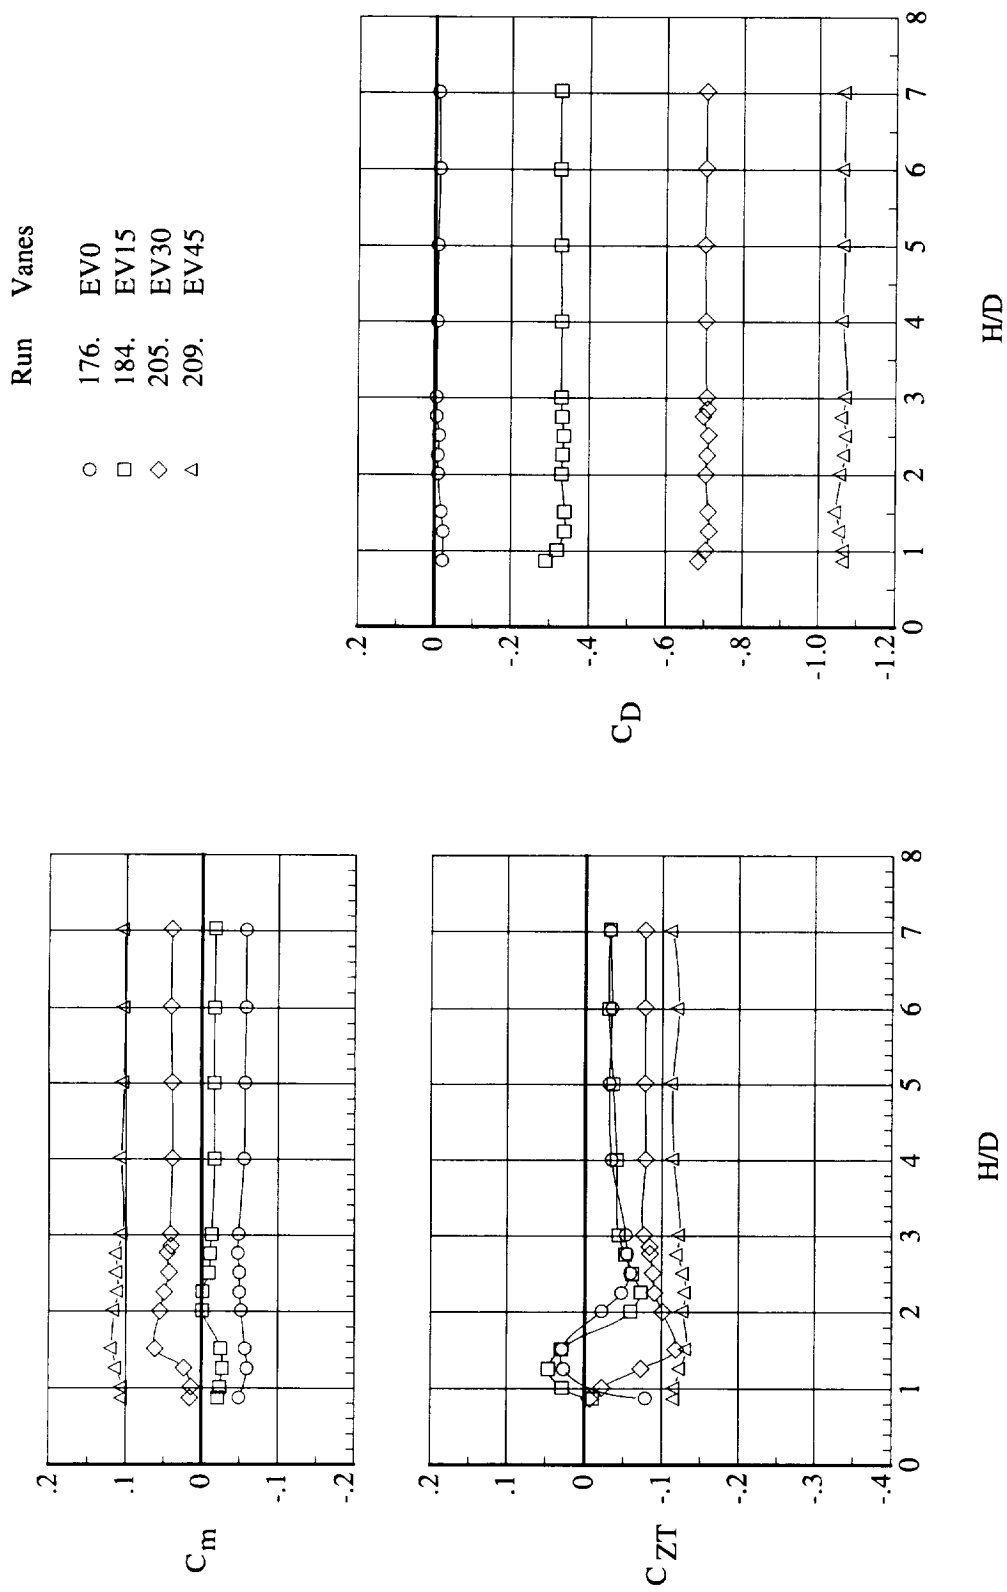 Run Vanes
176. EV0
184. EV15
205. EV30
209. EV45
C_m
.2
.1
0
-.1
-.2
C_ZT
.2
.1
0
-.1
-.2
-.3
-.4
0 1 2 3 4 5 6 7 8
H/D
C_D
.2
0
-.2
-.4
-.6
-.8
-1.0
-1.2
0 1 2 3 4 5 6 7 8
H/D